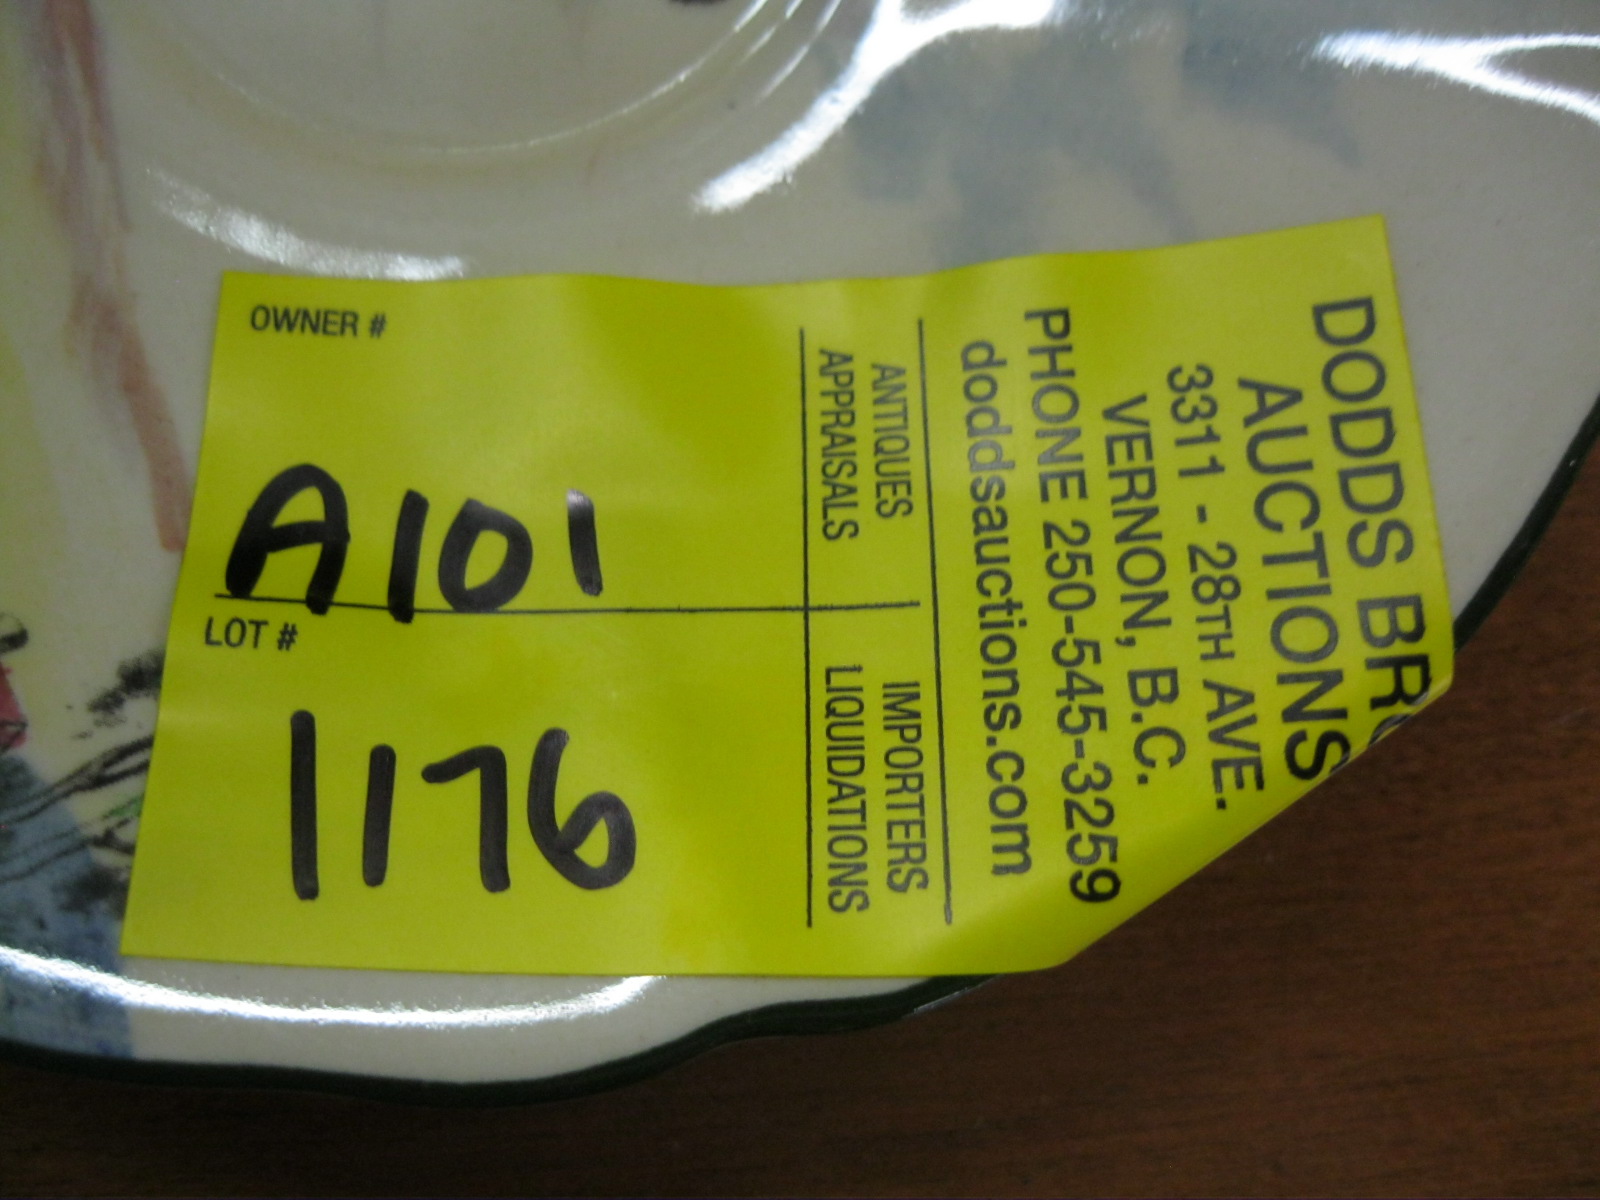 OWNER #
A101
LOT #
1176
DODDS
AUCTIONS
3311 - 28TH AVE.
VERNON, B.C.
PHONE 250-545-3259
doddsauctions.com
ANTIQUES IMPORTERS
APPRAISALS LIQUIDATIONS